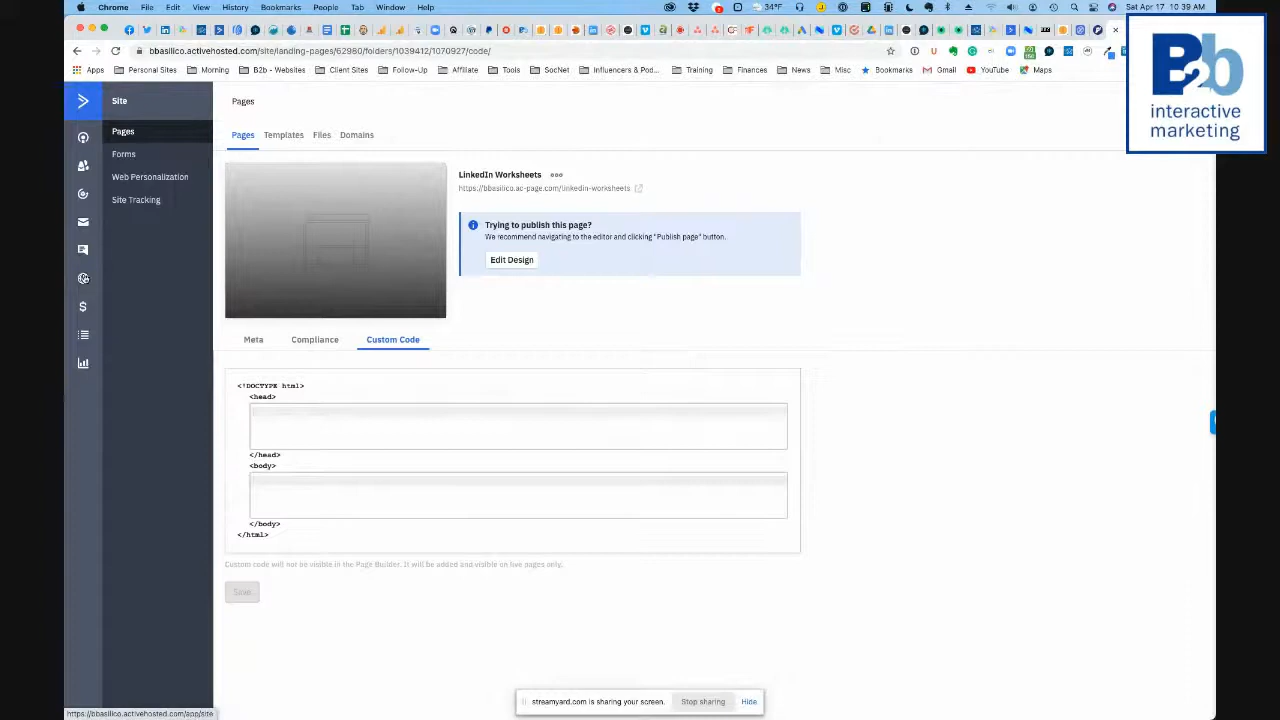 Chrome File Edit View History Bookmarks People Tab Window Help
34°F
Sat Apr 17 10:39 AM
bbasilico.activehosted.com/site/landing-pages/62980/folders/1039412/1070927/code/
Apps Personal Sites Morning B2b - Websites Client Sites Follow-Up Affiliate Tools SocNet Influencers & Pod... Training Finances News Misc Bookmarks Gmail YouTube Maps
B2b
interactive
marketing
Site
Pages
Forms
Web Personalization
Site Tracking
Pages
Pages Templates Files Domains
LinkedIn Worksheets
https://bbasilico.ac-page.com/linkedin-worksheets
Trying to publish this page?
We recommend navigating to the editor and clicking "Publish page" button.
Edit Design
Meta Compliance Custom Code
<!DOCTYPE html>
<head>
</head>
<body>
</body>
</html>
Custom code will not be visible in the Page Builder. It will be added and visible on live pages only.
Save
streamyard.com is sharing your screen. Stop sharing Hide
https://bbasilico.activehosted.com/app/site